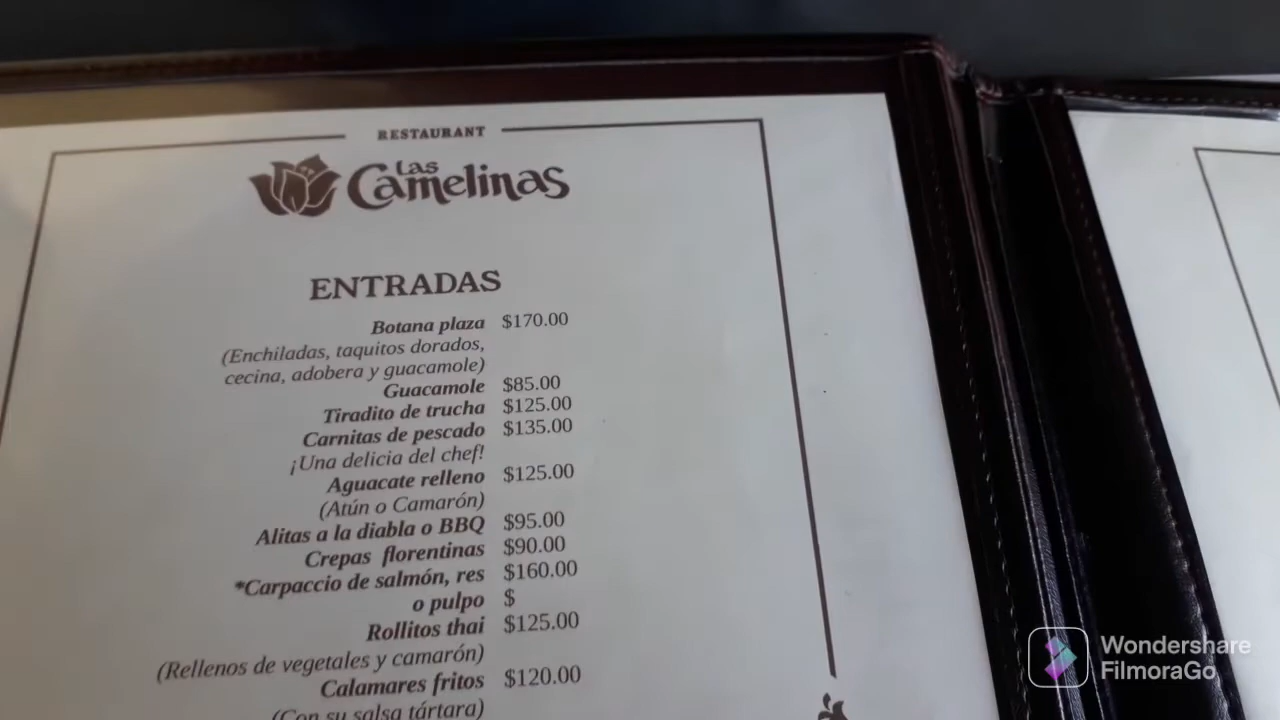 RESTAURANT
Las Camelinas
ENTRADAS
Botana plaza $170.00
(Enchiladas, taquitos dorados,
cecina, adobera y guacamole)
Guacamole $85.00
Tiradito de trucha $125.00
Carnitas de pescado $135.00
¡Una delicia del chef!
Aguacate relleno $125.00
(Atún o Camarón)
Alitas a la diabla o BBQ $95.00
Crepas florentinas $90.00
*Carpaccio de salmón, res $160.00
o pulpo $
Rollitos thai $125.00
(Rellenos de vegetales y camarón)
Calamares fritos $120.00
(Con su salsa tártara)
Wondershare
FilmoraGo